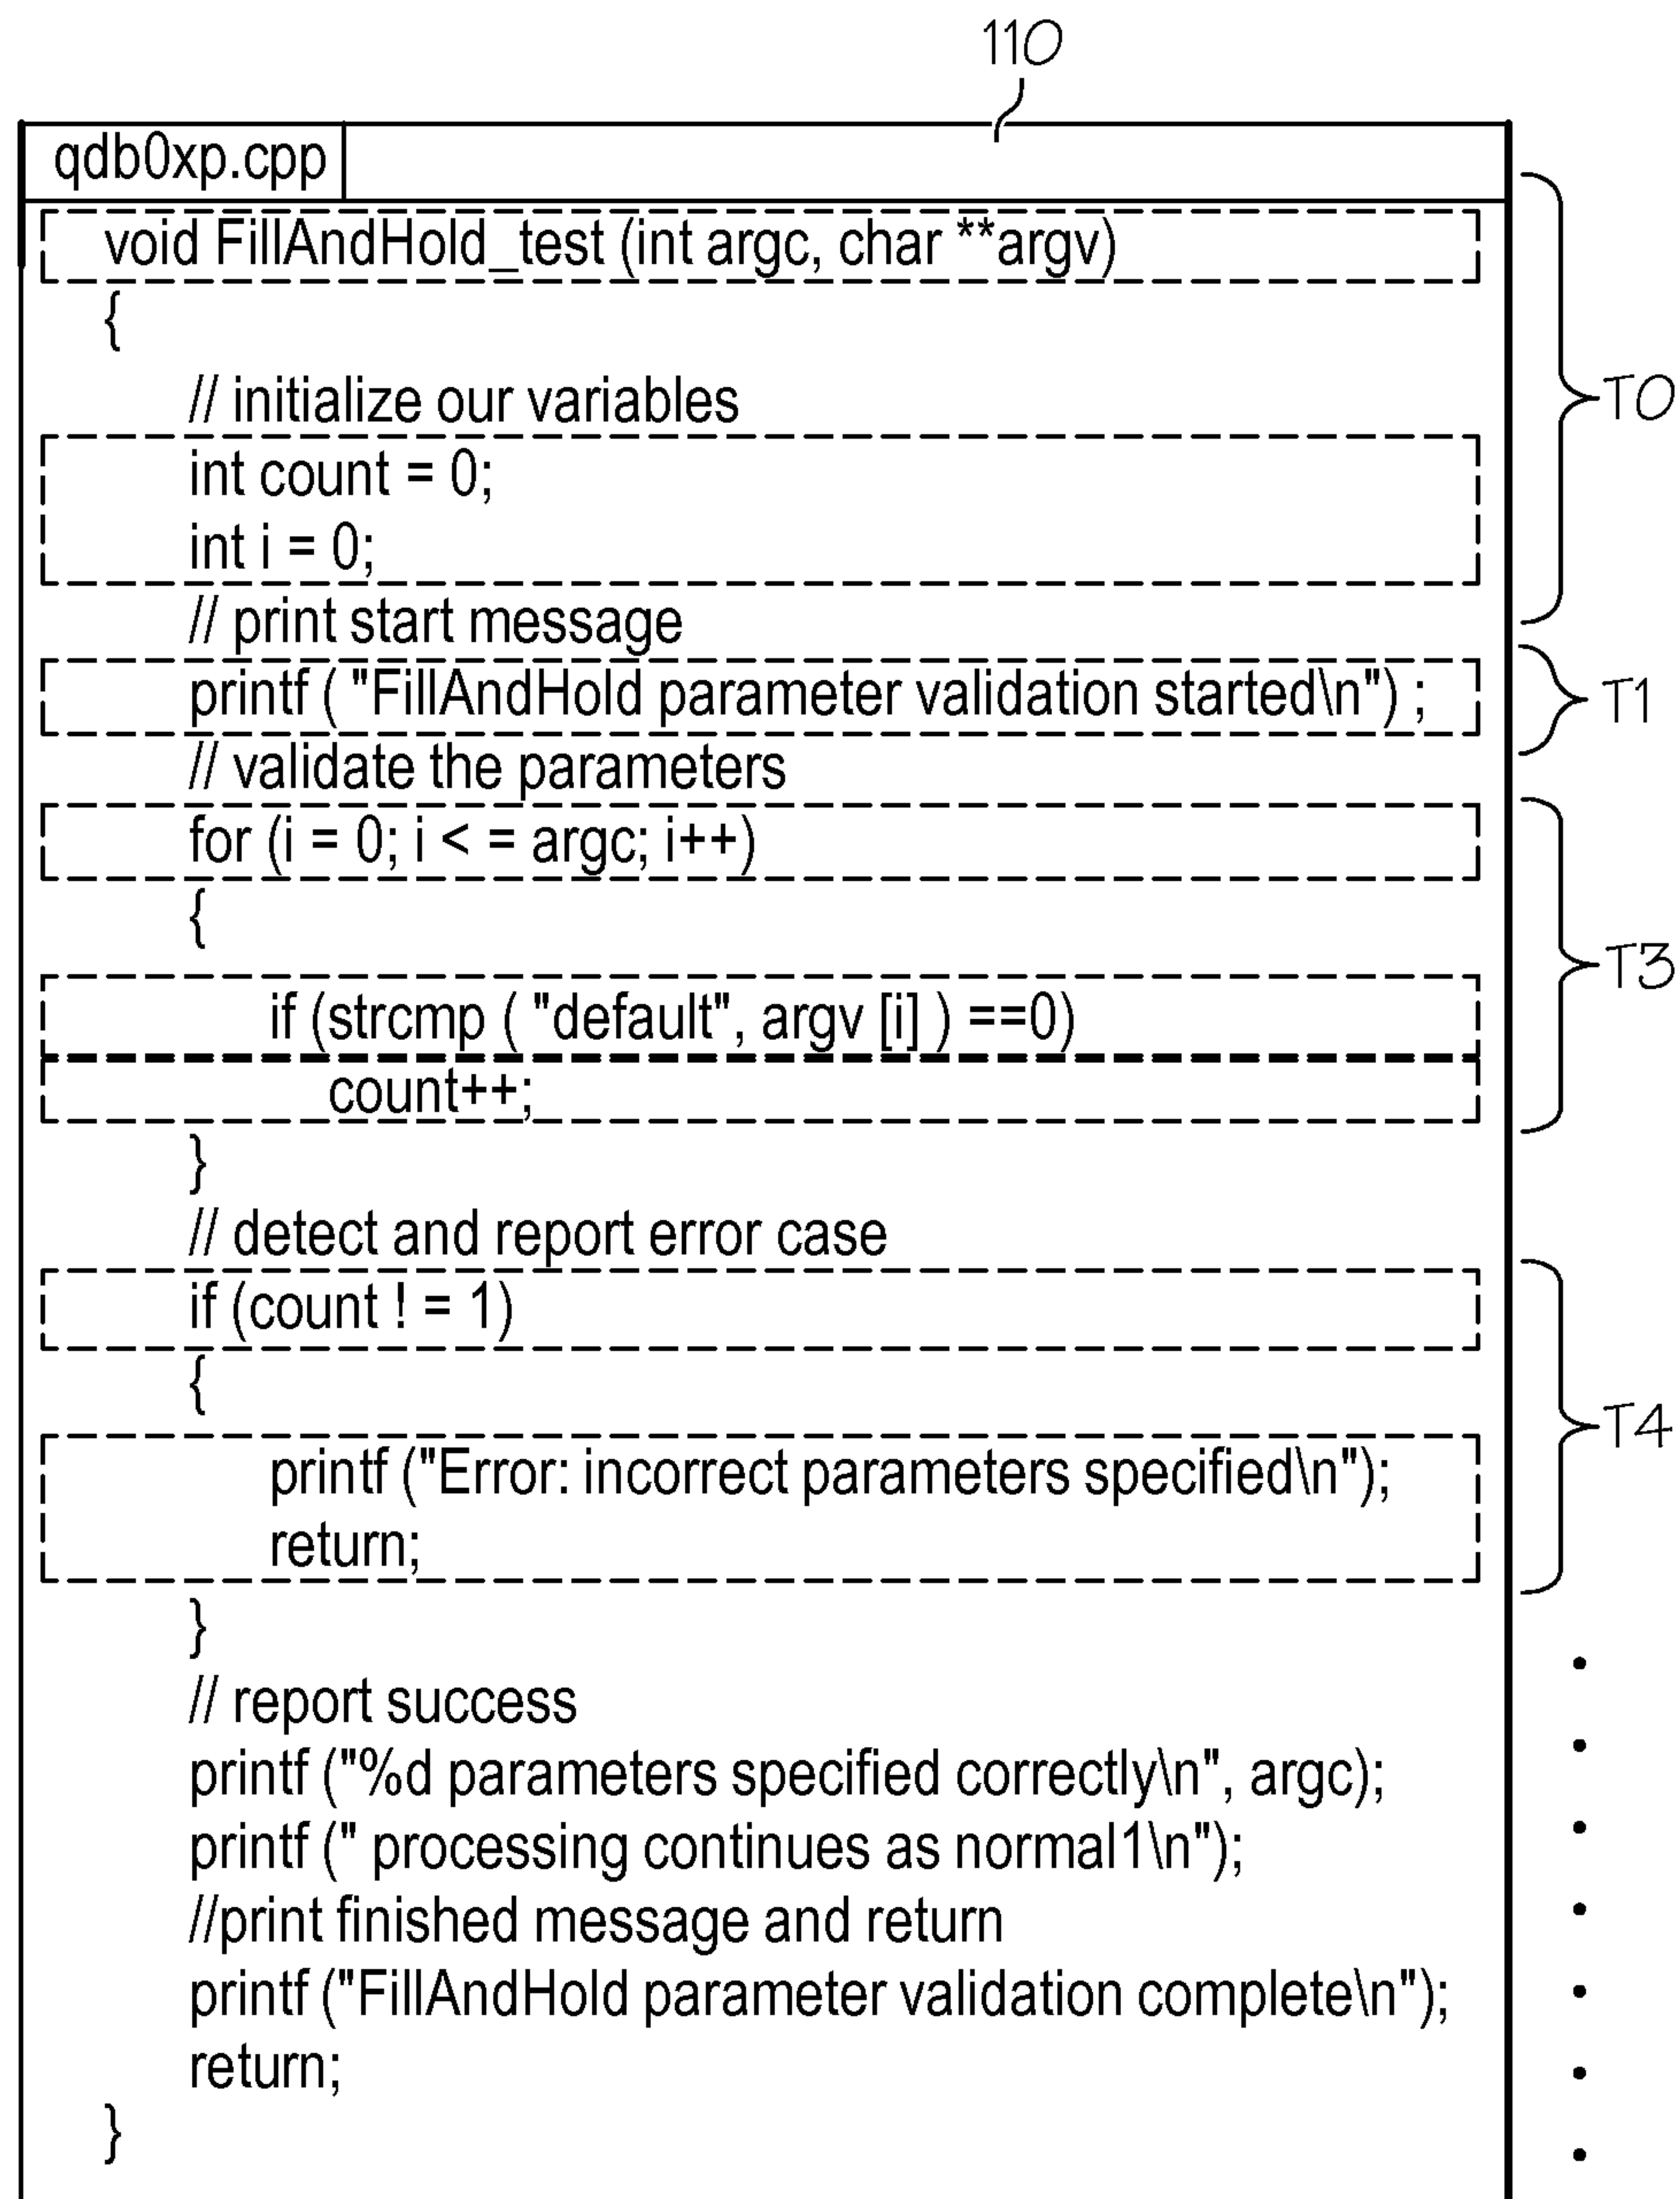 110
qdb0xp.cpp
void FillAndHold_test (int argc, char **argv)
{
// initialize our variables
T0
int count = 0;
int i = 0;
// print start message
printf ( "FillAndHold parameter validation started\n") ;
T1
// validate the parameters
for (i = 0; i < = argc; i++)
{
T3
if (strcmp ( "default", argv [i] ) ==0)
count++;
}
// detect and report error case
if (count ! = 1)
{
T4
printf ("Error: incorrect parameters specified\n");
return;
}
// report success
printf ("%d parameters specified correctly\n", argc);
printf (" processing continues as normal1\n");
//print finished message and return
printf ("FillAndHold parameter validation complete\n");
return;
}